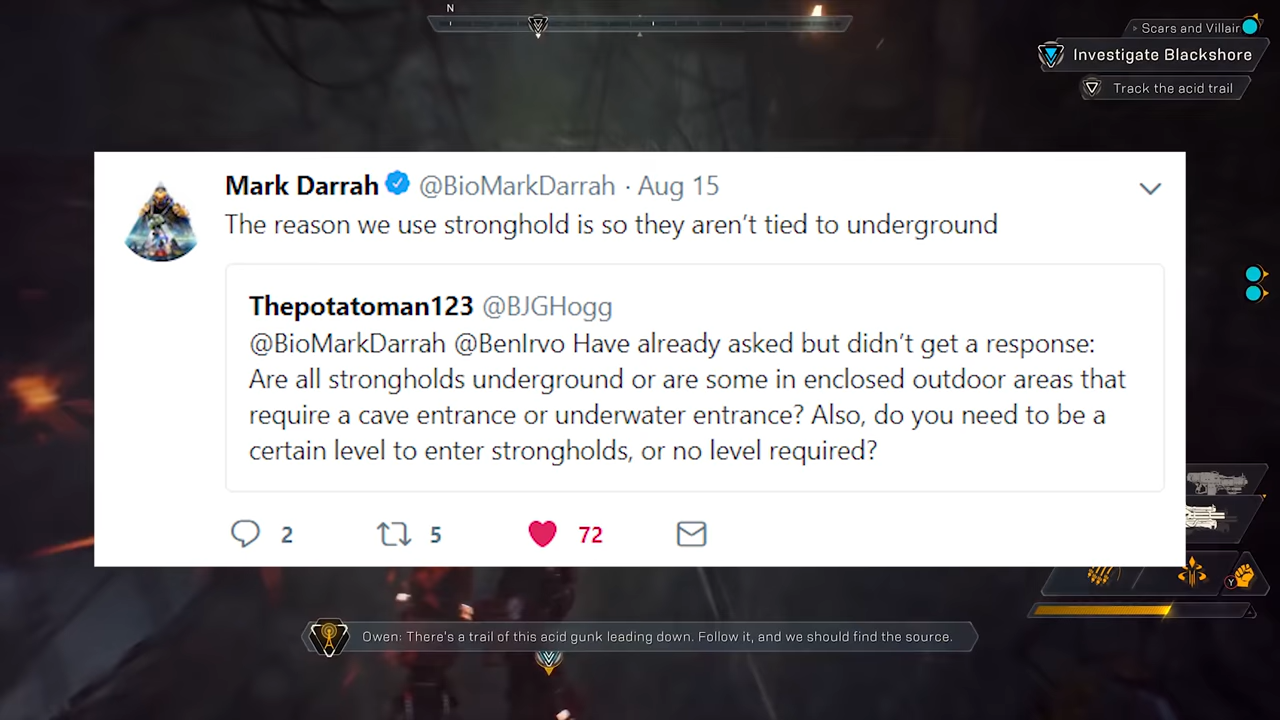 N
Scars and Villain
Investigate Blackshore
Track the acid trail
Mark Darrah @BioMarkDarrah · Aug 15
The reason we use stronghold is so they aren't tied to underground
Thepotatoman123 @BJGHogg
@BioMarkDarrah @BenIrvo Have already asked but didn't get a response:
Are all strongholds underground or are some in enclosed outdoor areas that
require a cave entrance or underwater entrance? Also, do you need to be a
certain level to enter strongholds, or no level required?
2 5 72
Y
Owen: There's a trail of this acid gunk leading down. Follow it, and we should find the source.